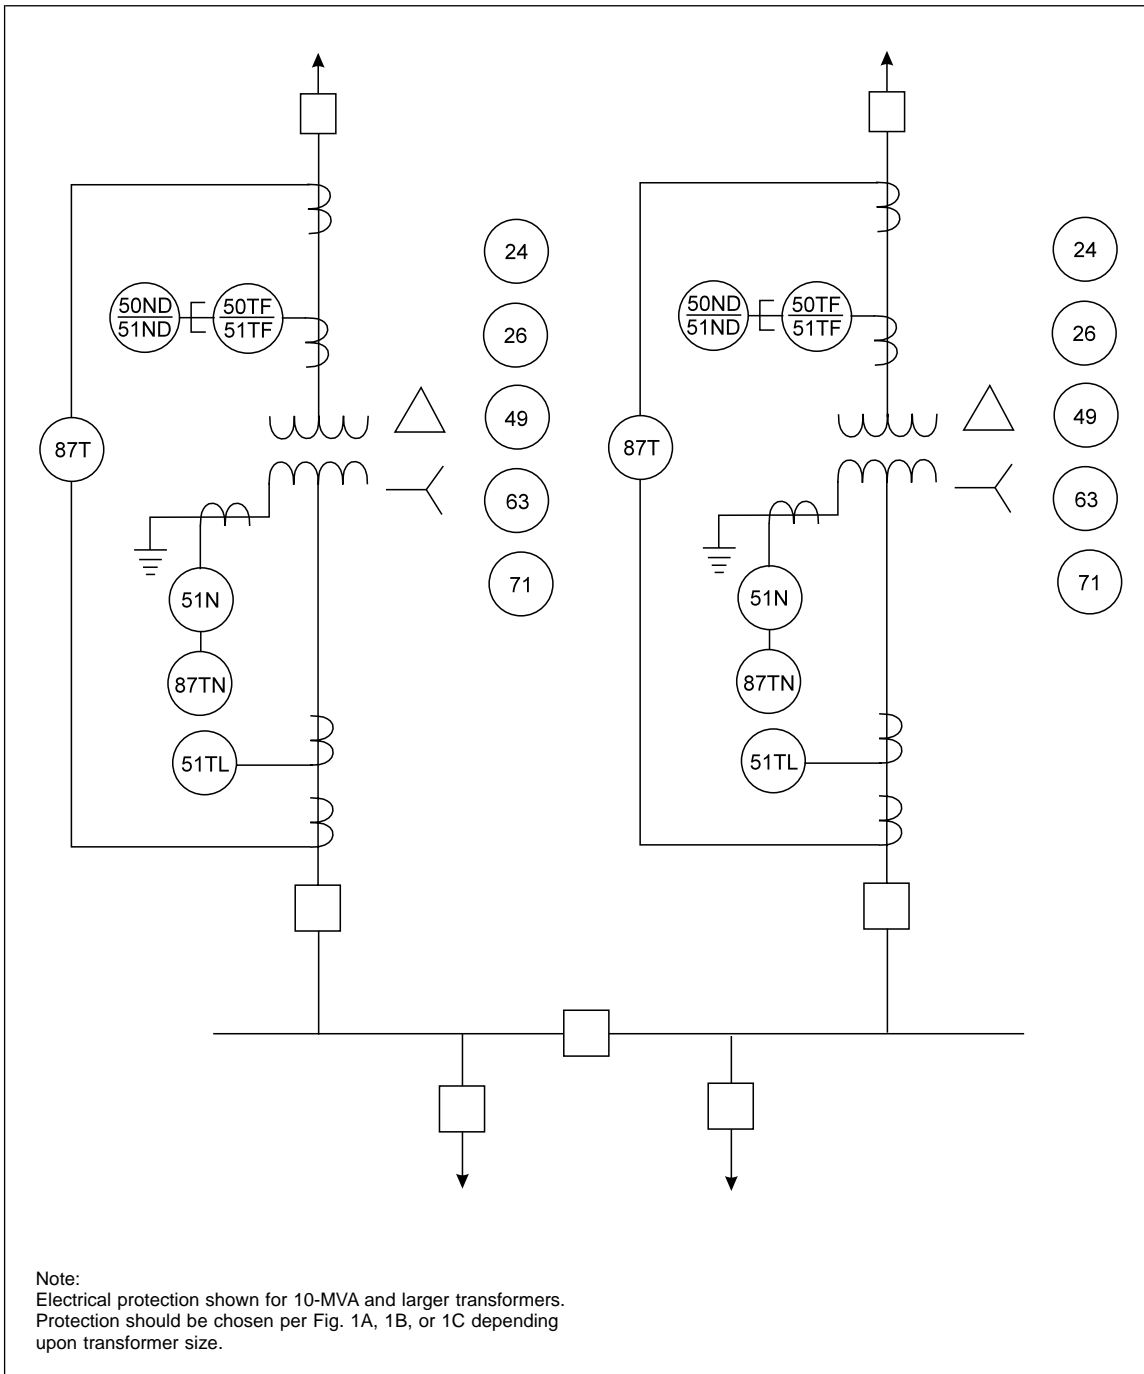 24
24
26
26
50ND
51ND
50TF
51TF
50ND
51ND
50TF
51TF
49
49
87T
87T
63
63
71
71
51N
51N
87TN
87TN
51TL
51TL
Note:
Electrical protection shown for 10-MVA and larger transformers.
Protection should be chosen per Fig. 1A, 1B, or 1C depending
upon transformer size.